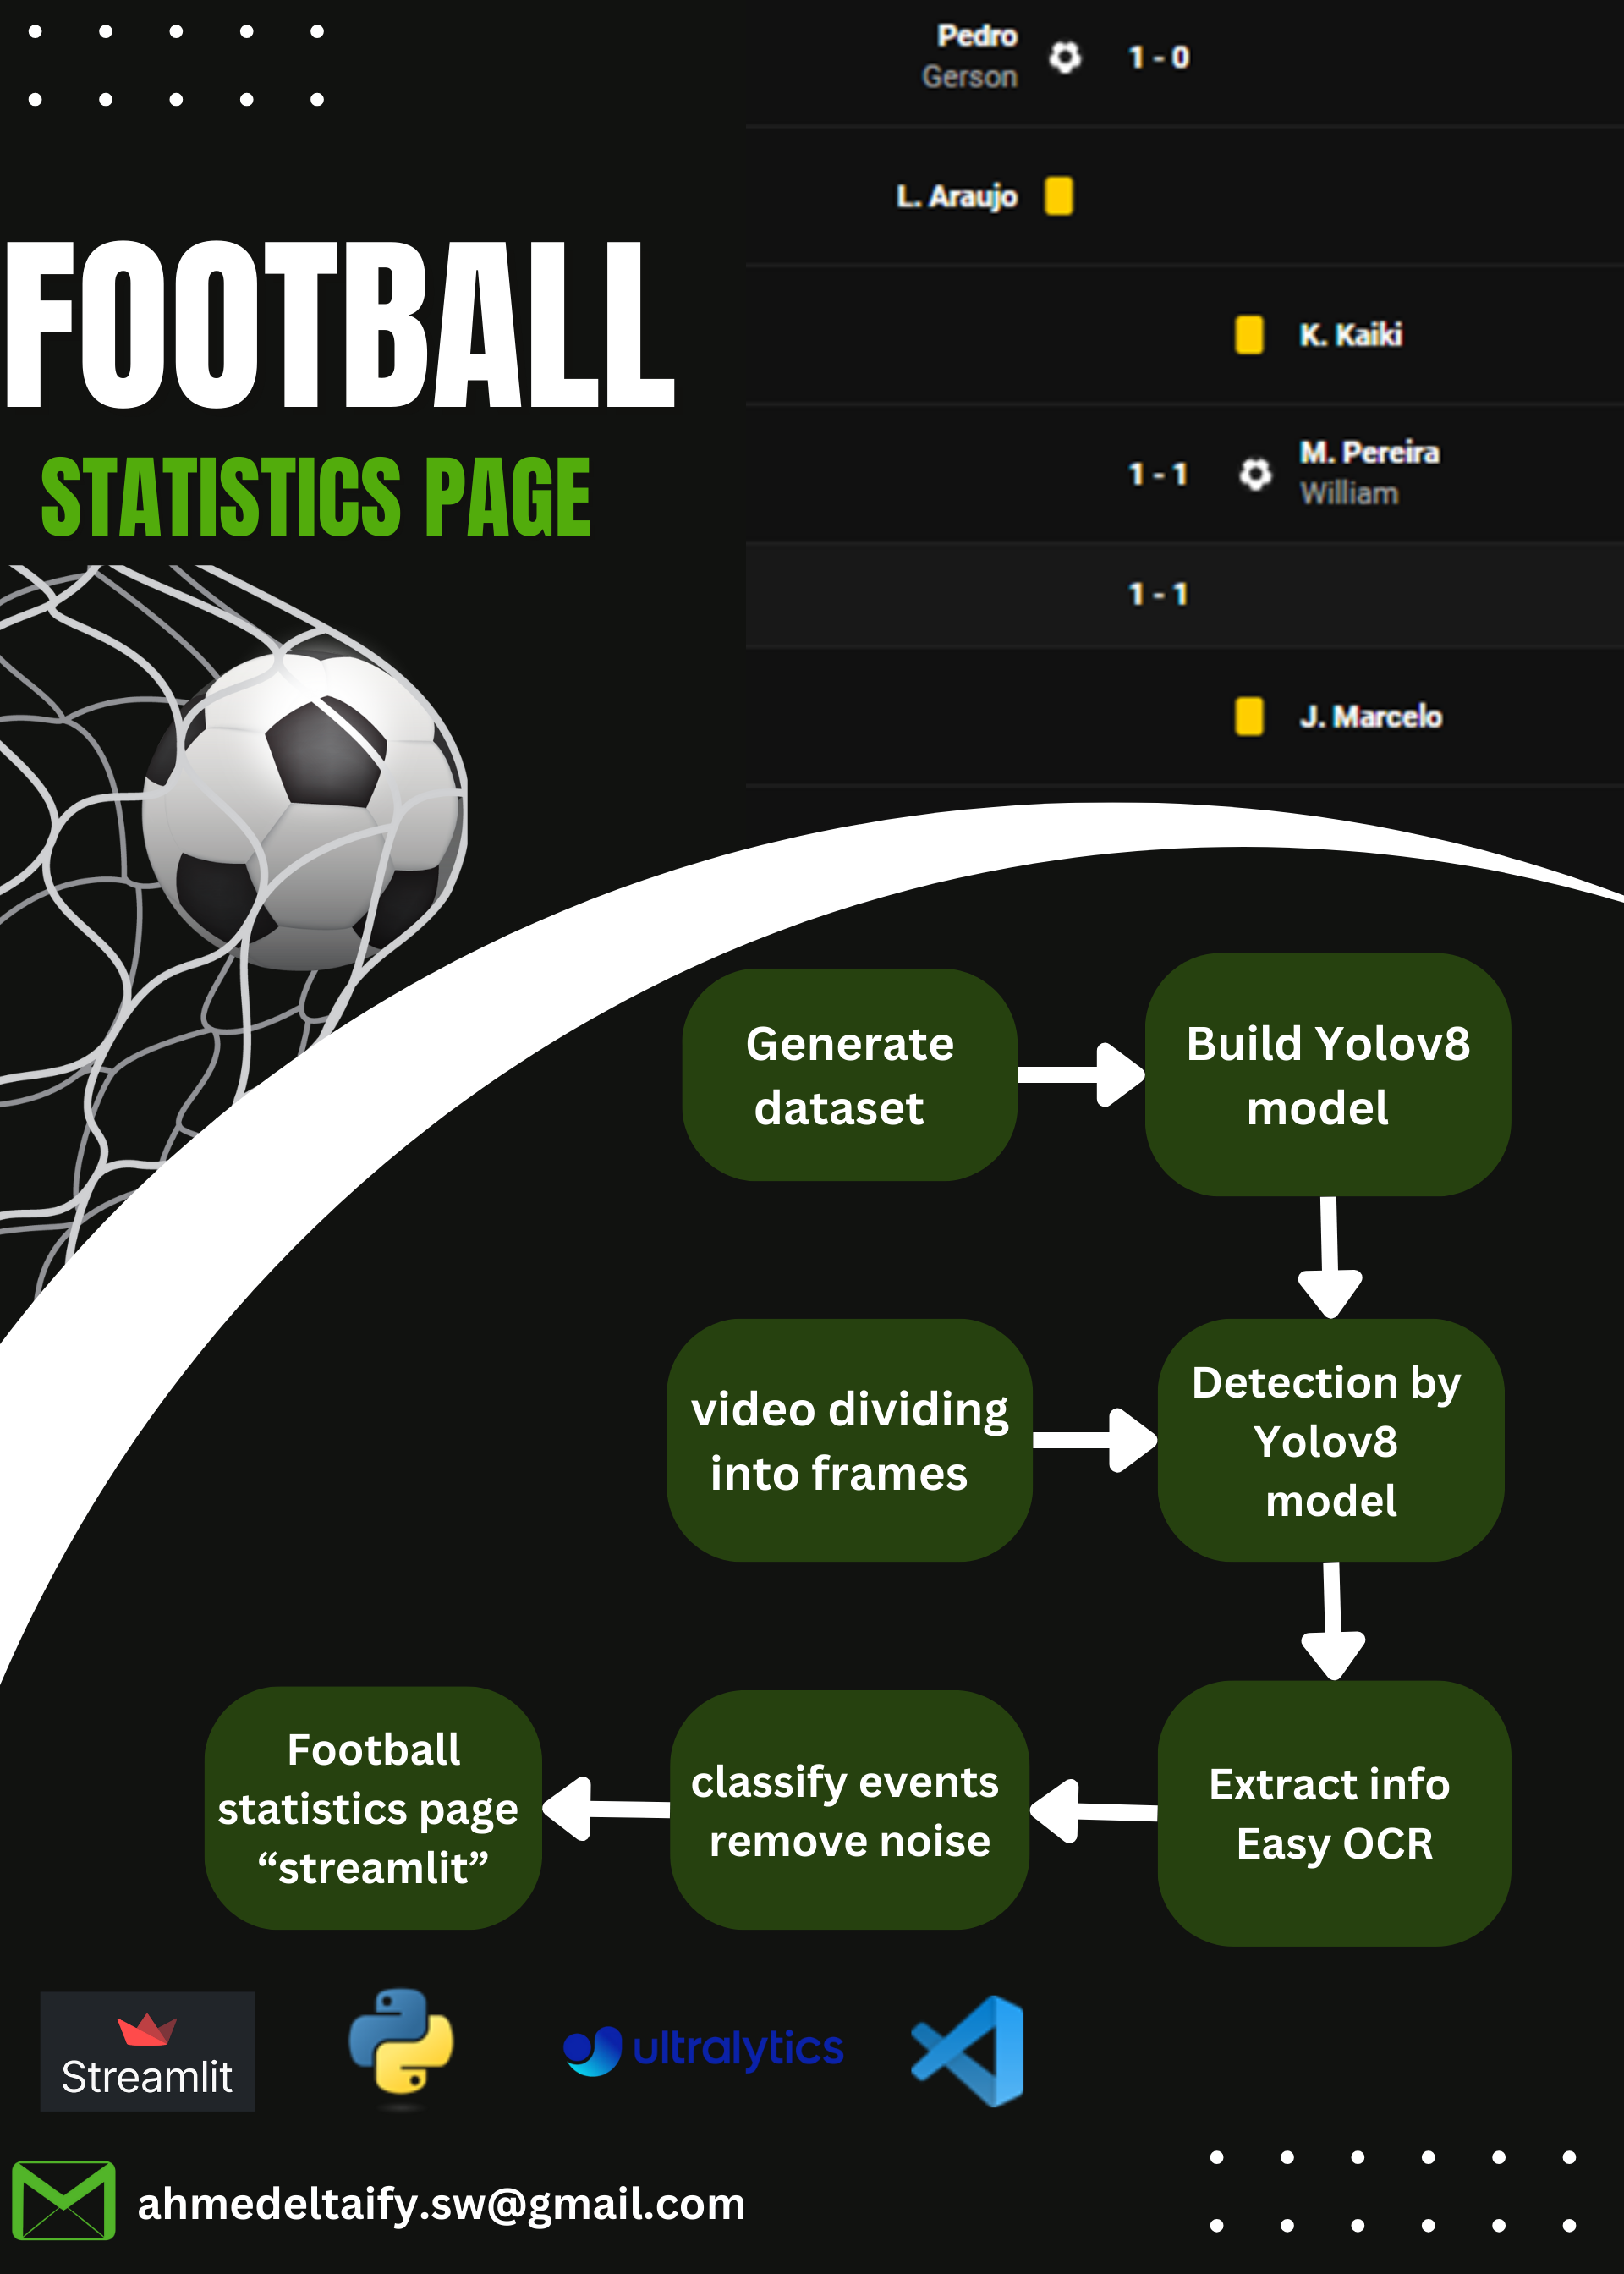 Pedro
Gerson
1 - 0
L. Araujo
K. Kaiki
1 - 1
M. Pereira
William
1 - 1
J. Marcelo
FOOTBALL
STATISTICS PAGE
Generate
dataset
Build Yolov8
model
video dividing
into frames
Detection by
Yolov8
model
Extract info
Easy OCR
classify events
remove noise
Football
statistics page
“streamlit”
Streamlit
ultralytics
ahmedeltaify.sw@gmail.com